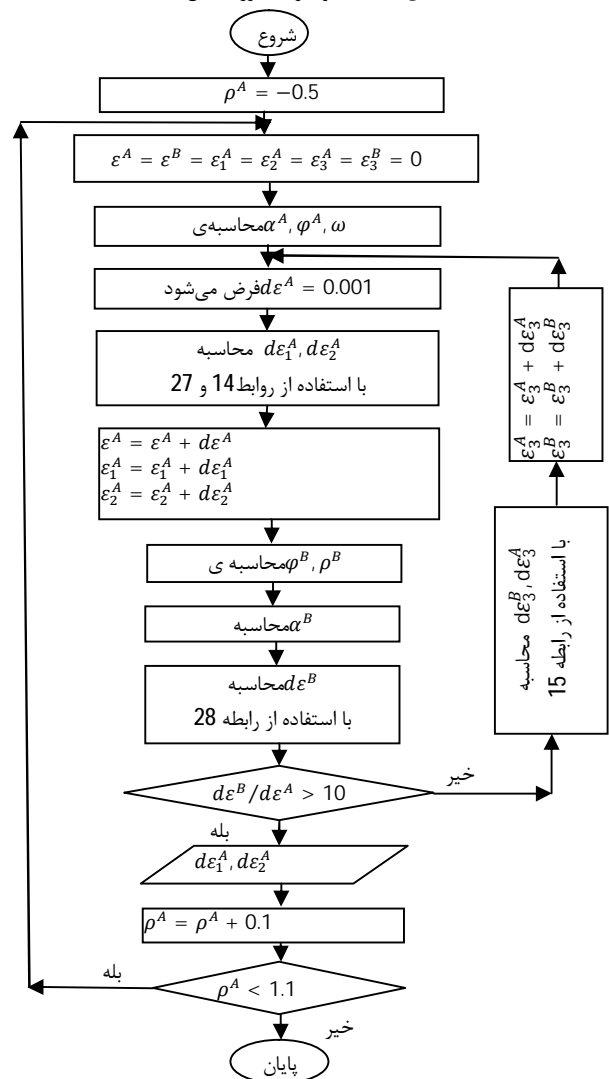 شروع
ρ^A = −0.5
ε^A = ε^B = ε_1^A = ε_2^A = ε_3^A = ε_3^B = 0
محاسبه‌ی α^A, φ^A, ω
dε^A = 0.001 فرض می‌شود
محاسبه dε_1^A, dε_2^A
با استفاده از روابط 14 و 27
ε^A = ε^A + dε^A
ε_1^A = ε_1^A + dε_1^A
ε_2^A = ε_2^A + dε_2^A
محاسبه ی φ^B, ρ^B
محاسبه α^B
محاسبه dε^B
با استفاده از رابطه 28
dε^B/dε^A > 10
خیر
محاسبه dε_3^B, dε_3^A
با استفاده از رابطه 15
ε_3^A = ε_3^A + dε_3^A
ε_3^B = ε_3^B + dε_3^B
بله
dε_1^A, dε_2^A
ρ^A = ρ^A + 0.1
ρ^A < 1.1
بله
خیر
پایان